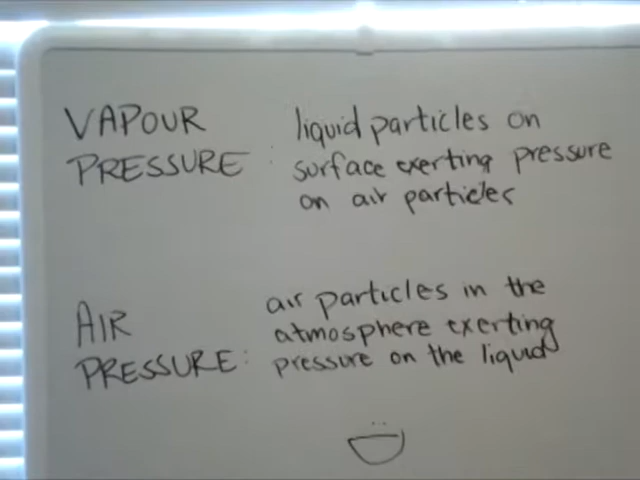 VAPOUR
PRESSURE :
liquid particles on
surface exerting pressure
on air particles
AIR
PRESSURE:
air particles in the
atmosphere exerting
pressure on the liquid